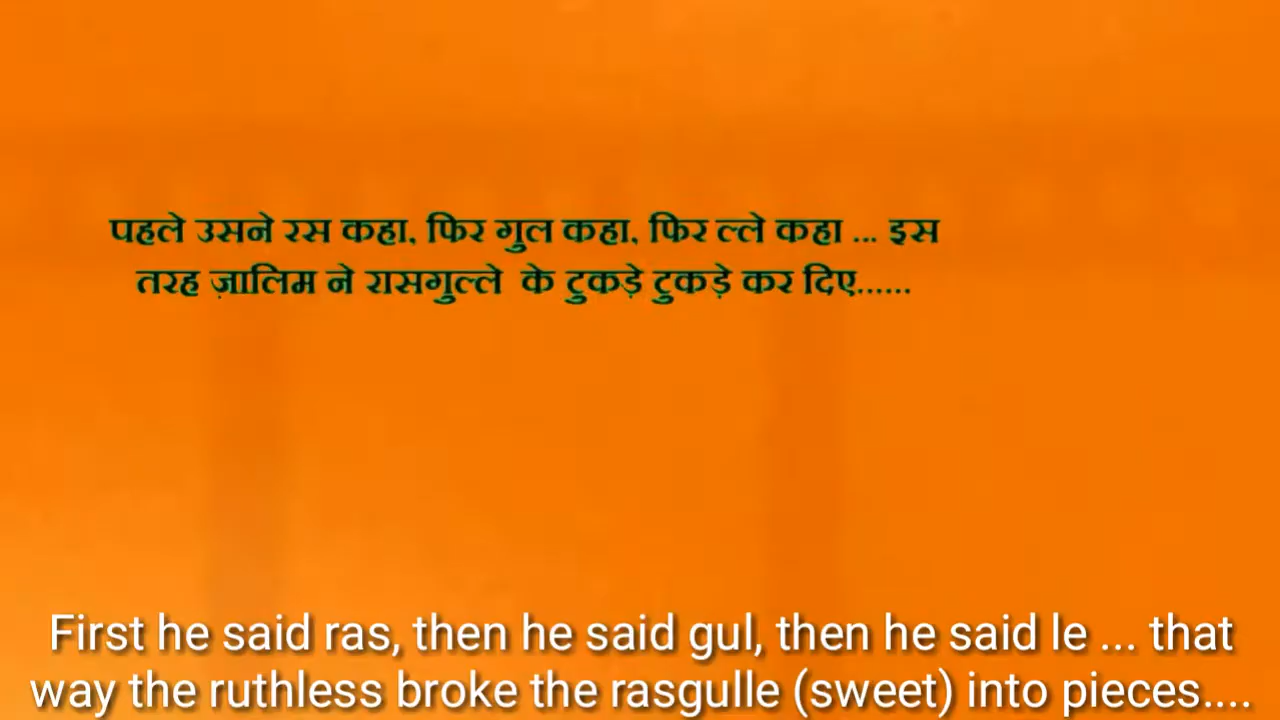 पहले उसने रस कहा, फिर गुल कहा, फिर ल्ले कहा ... इस
तरह ज़ालिम ने रासगुल्ले के टुकड़े टुकड़े कर दिए......
First he said ras, then he said gul, then he said le ... that
way the ruthless broke the rasgulle (sweet) into pieces....